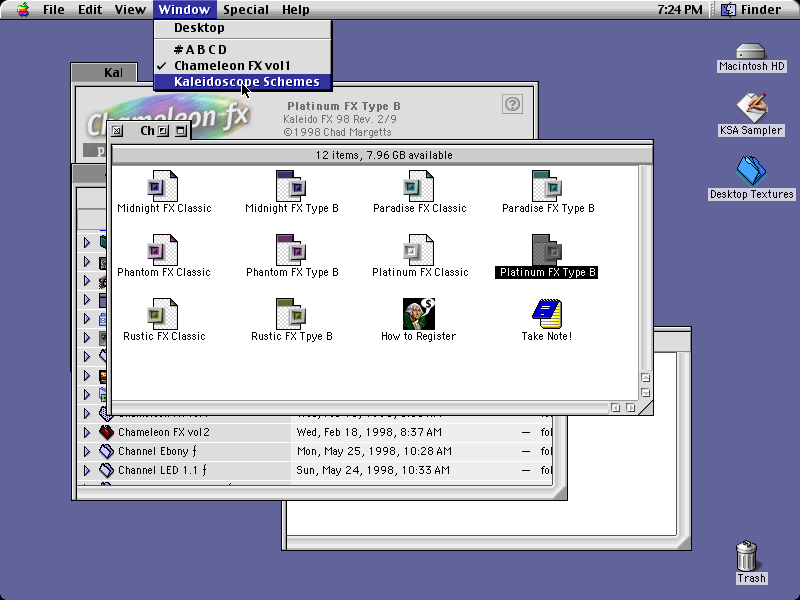 File Edit View Window Special Help 7:24 PM Finder
Desktop
# A B C D
Chameleon FX vol1
Kaleidoscope Schemes
Kal
Chameleon fx
Platinum FX Type B
Kaleido FX 98 Rev. 2/9
©1998 Chad Margetts
Ch
12 items, 7.96 GB available
Midnight FX Classic
Midnight FX Type B
Paradise FX Classic
Paradise FX Type B
Phantom FX Classic
Phantom FX Type B
Platinum FX Classic
Platinum FX Type B
Rustic FX Classic
Rustic FX Tpye B
How to Register
Take Note!
Chameleon FX vol2 Wed, Feb 18, 1998, 8:37 AM — fol
Channel Ebony ƒ Mon, May 25, 1998, 10:28 AM — fol
Channel LED 1.1 ƒ Sun, May 24, 1998, 10:33 AM — fol
Macintosh HD
KSA Sampler
Desktop Textures
Trash